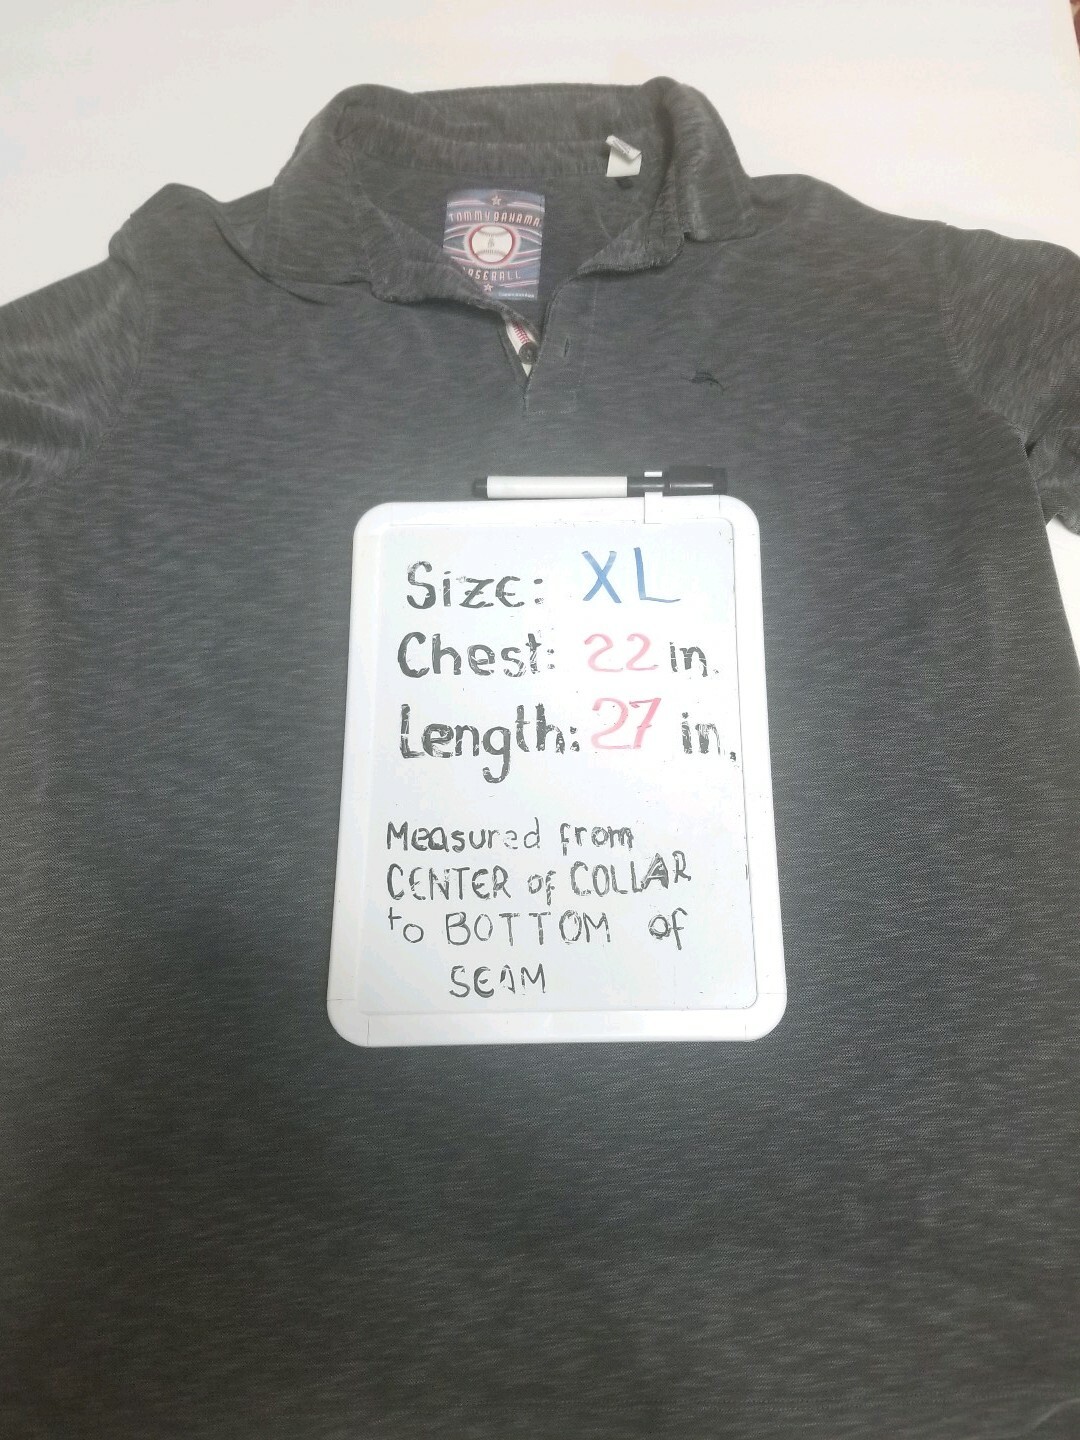 TOMMY BAHAMA
BASEBALL
Size: XL
Chest: 22 in.
Length: 27 in.
Measured from
CENTER of COLLAR
to BOTTOM of
SEAM